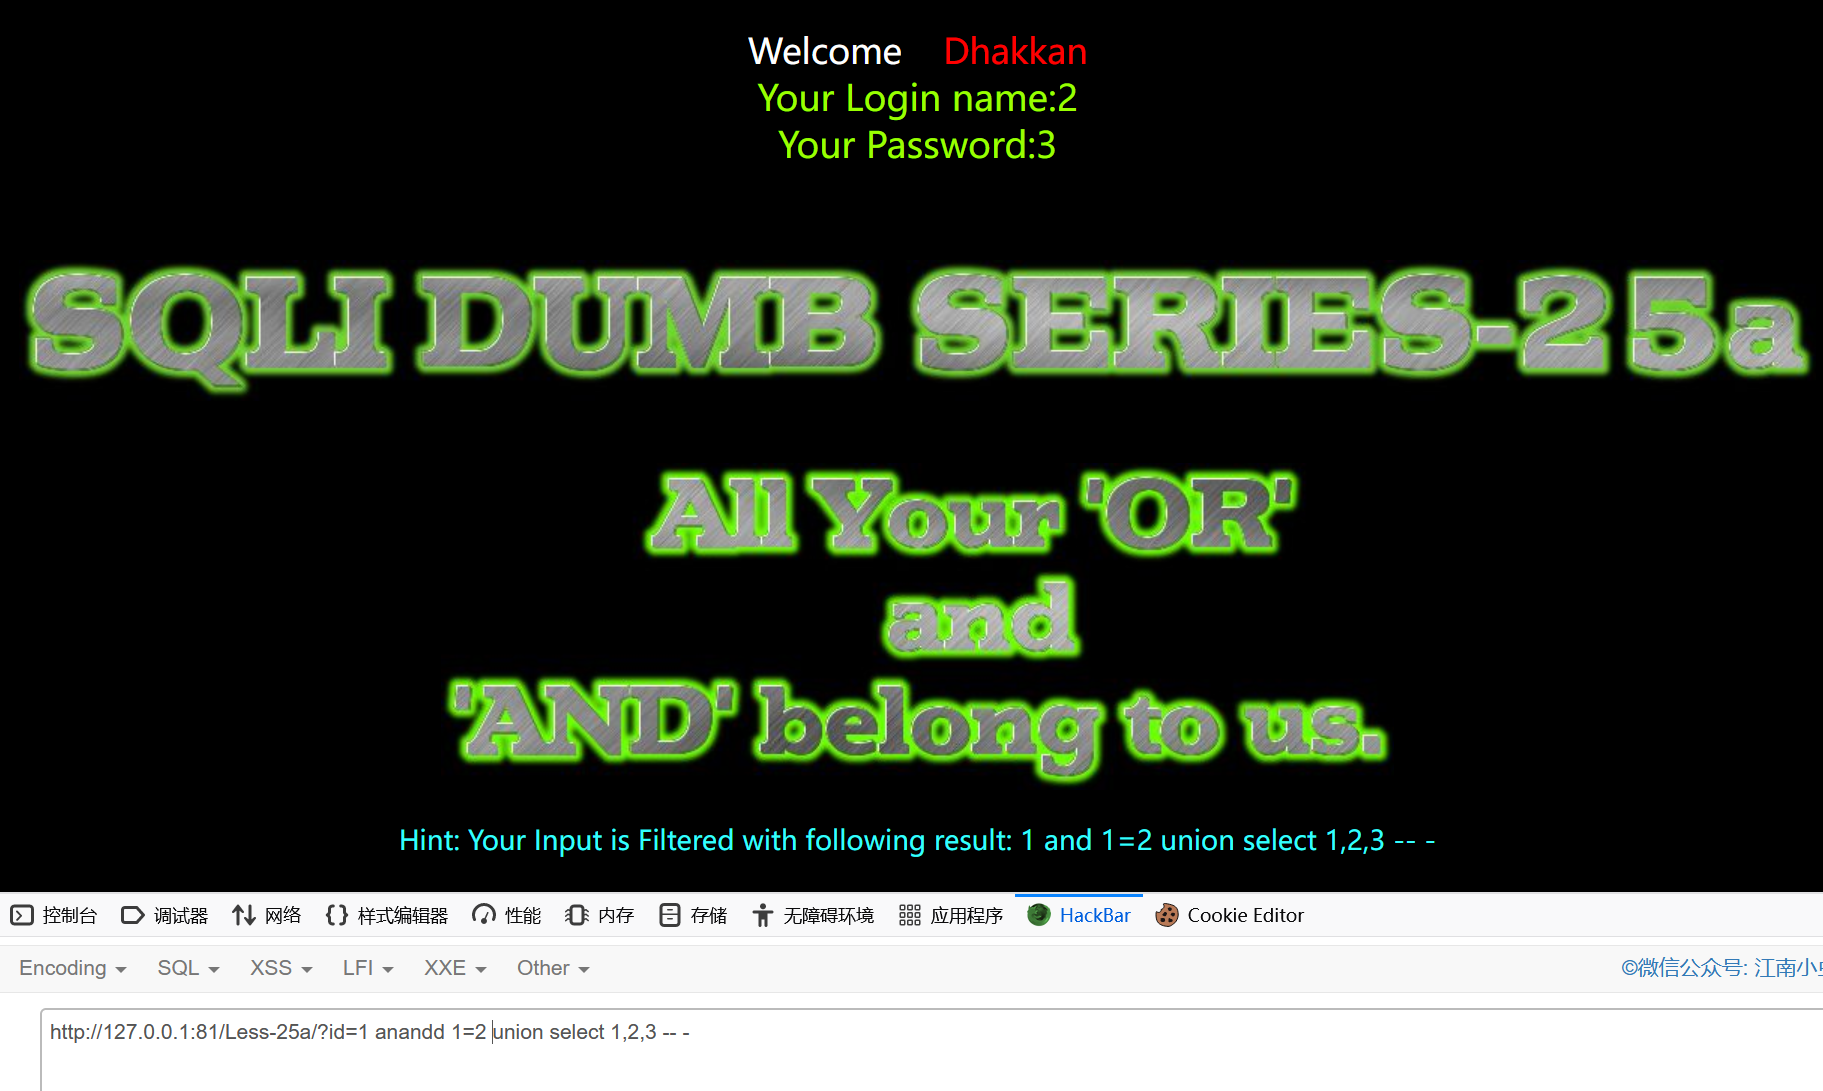 Welcome Dhakkan
Your Login name:2
Your Password:3
SQLI DUMB SERIES-25a
All Your 'OR'
and
'AND' belong to us.
Hint: Your Input is Filtered with following result: 1 and 1=2 union select 1,2,3 -- -
控制台 调试器 网络 样式编辑器 性能 内存 存储 无障碍环境 应用程序 HackBar Cookie Editor
Encoding SQL XSS LFI XXE Other ©微信公众号: 江南小
http://127.0.0.1:81/Less-25a/?id=1 anandd 1=2 union select 1,2,3 -- -